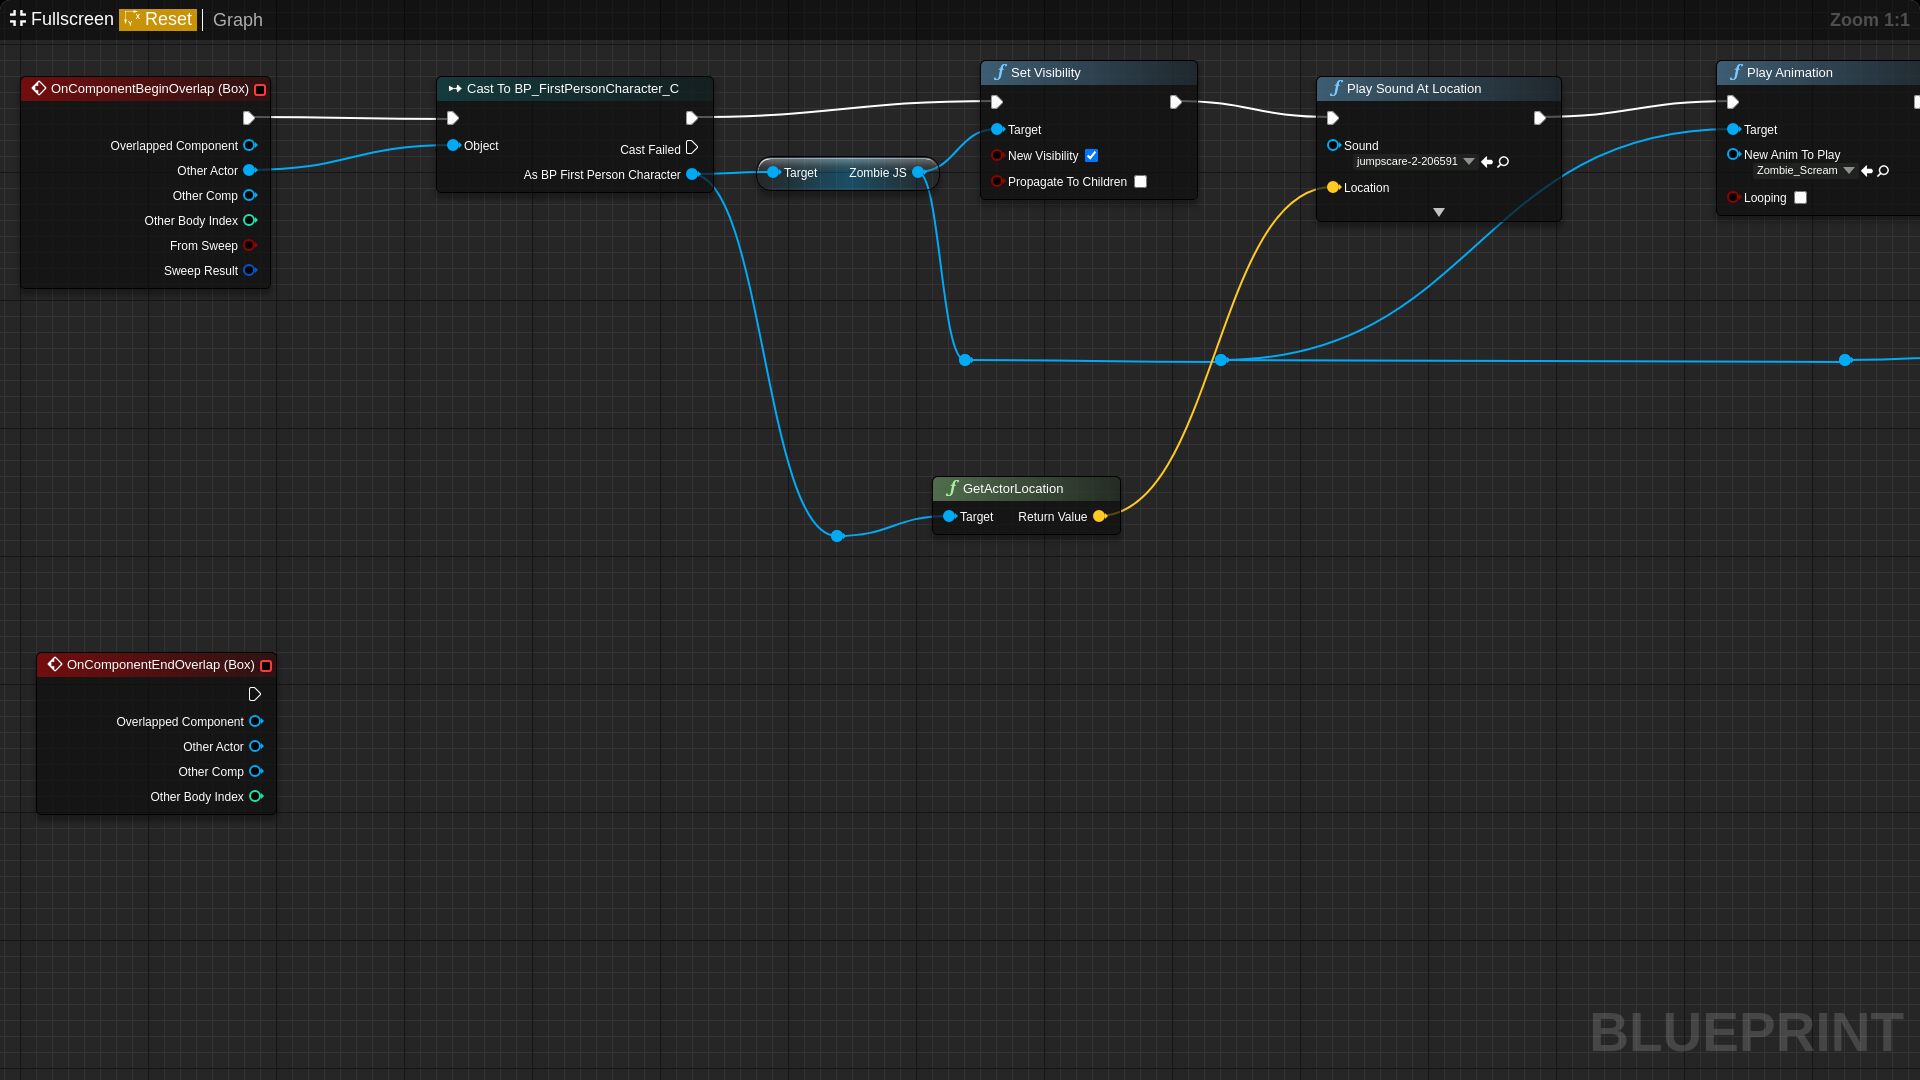 Fullscreen Reset Graph
Zoom 1:1
OnComponentBeginOverlap (Box)
Overlapped Component
Other Actor
Other Comp
Other Body Index
From Sweep
Sweep Result
Cast To BP_FirstPersonCharacter_C
Object
Cast Failed
As BP First Person Character
Target Zombie JS
Set Visibility
Target
New Visibility
Propagate To Children
Play Sound At Location
Sound
jumpscare-2-206591
Location
Play Animation
Target
New Anim To Play
Zombie_Scream
Looping
GetActorLocation
Target Return Value
OnComponentEndOverlap (Box)
Overlapped Component
Other Actor
Other Comp
Other Body Index
BLUEPRINT